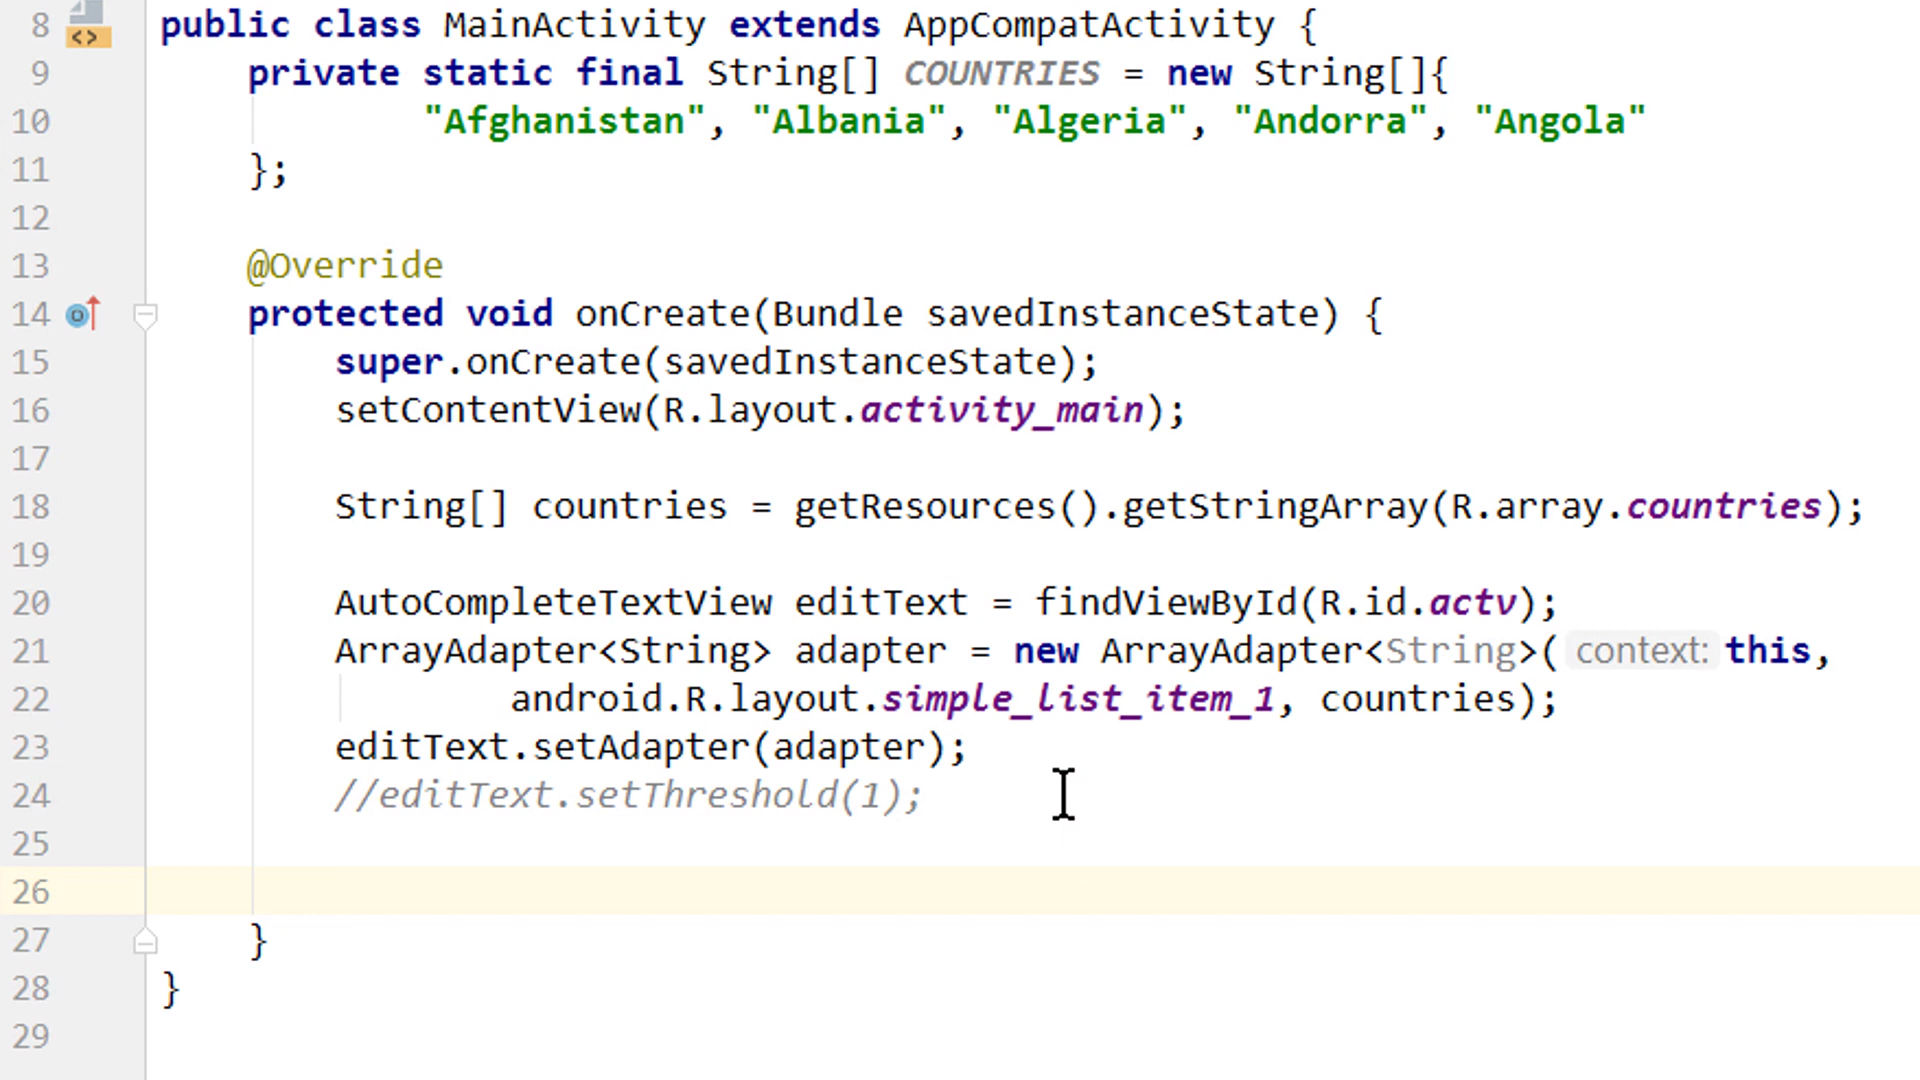 8 <> public class MainActivity extends AppCompatActivity {
9 private static final String[] COUNTRIES = new String[]{
10 "Afghanistan", "Albania", "Algeria", "Andorra", "Angola"
11 };
12
13 @Override
14 protected void onCreate(Bundle savedInstanceState) {
15 super.onCreate(savedInstanceState);
16 setContentView(R.layout.activity_main);
17
18 String[] countries = getResources().getStringArray(R.array.countries);
19
20 AutoCompleteTextView editText = findViewById(R.id.actv);
21 ArrayAdapter<String> adapter = new ArrayAdapter<String>( context: this,
22 android.R.layout.simple_list_item_1, countries);
23 editText.setAdapter(adapter);
24 //editText.setThreshold(1);
25
26
27 }
28 }
29